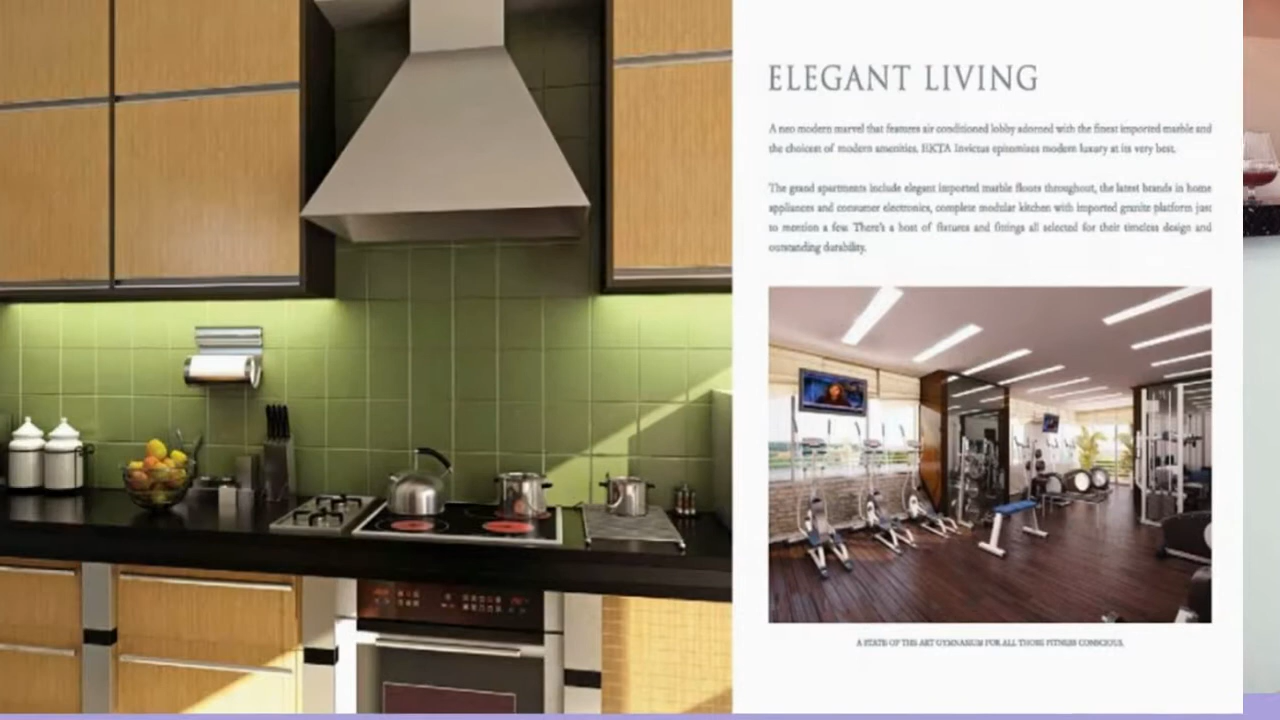 ELEGANT LIVING
A neo modern marvel that features air conditioned lobby adorned with the finest imported marble and
the choicest of modern amenities. EKTA Invictus epitomises modern luxury at its very best.
The grand apartments include elegant imported marble floors throughout, the latest brands in home
appliances and consumer electronics, complete modular kitchen with imported granite platform just
to mention a few. There's a host of fixtures and fittings all selected for their timeless design and
outstanding durability.
A STATE OF THE ART GYMNASIUM FOR ALL THOSE FITNESS CONSCIOUS.